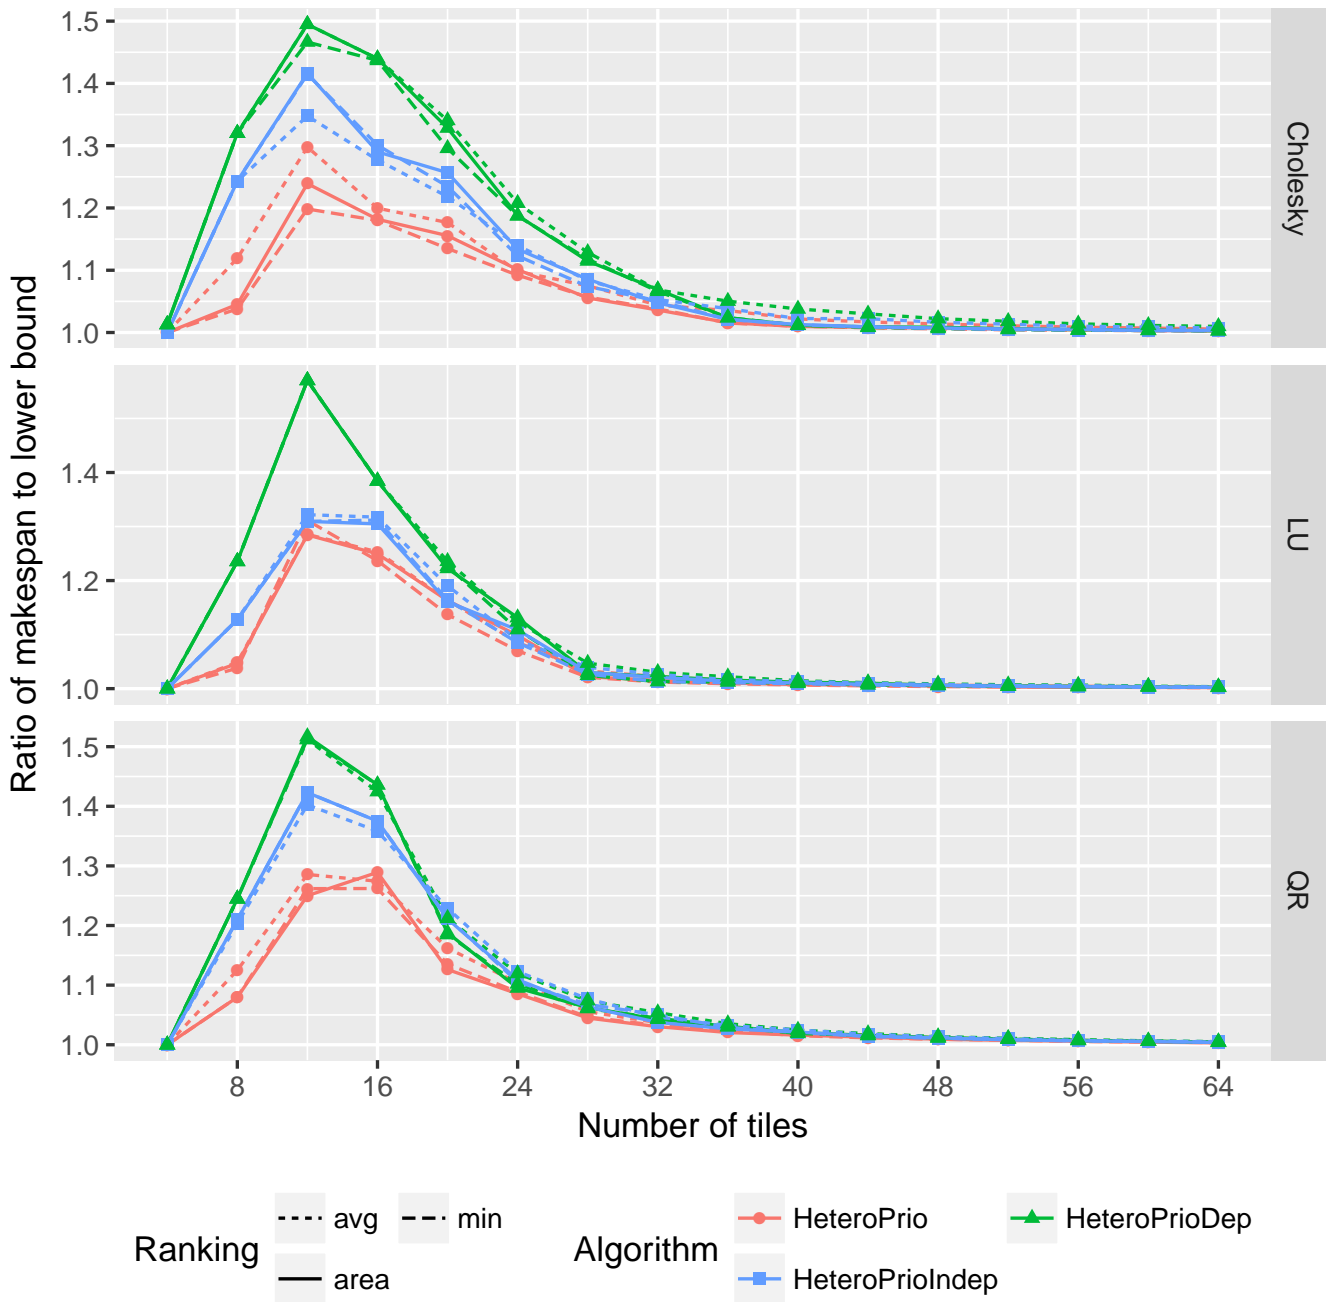 Ratio of makespan to lower bound
1.5
1.4
1.3
1.2
1.1
1.0
Cholesky
1.4
1.2
1.0
LU
1.5
1.4
1.3
1.2
1.1
1.0
QR
8 16 24 32 40 48 56 64
Number of tiles
Ranking
avg
min
area
Algorithm
HeteroPrio
HeteroPrioDep
HeteroPrioIndep